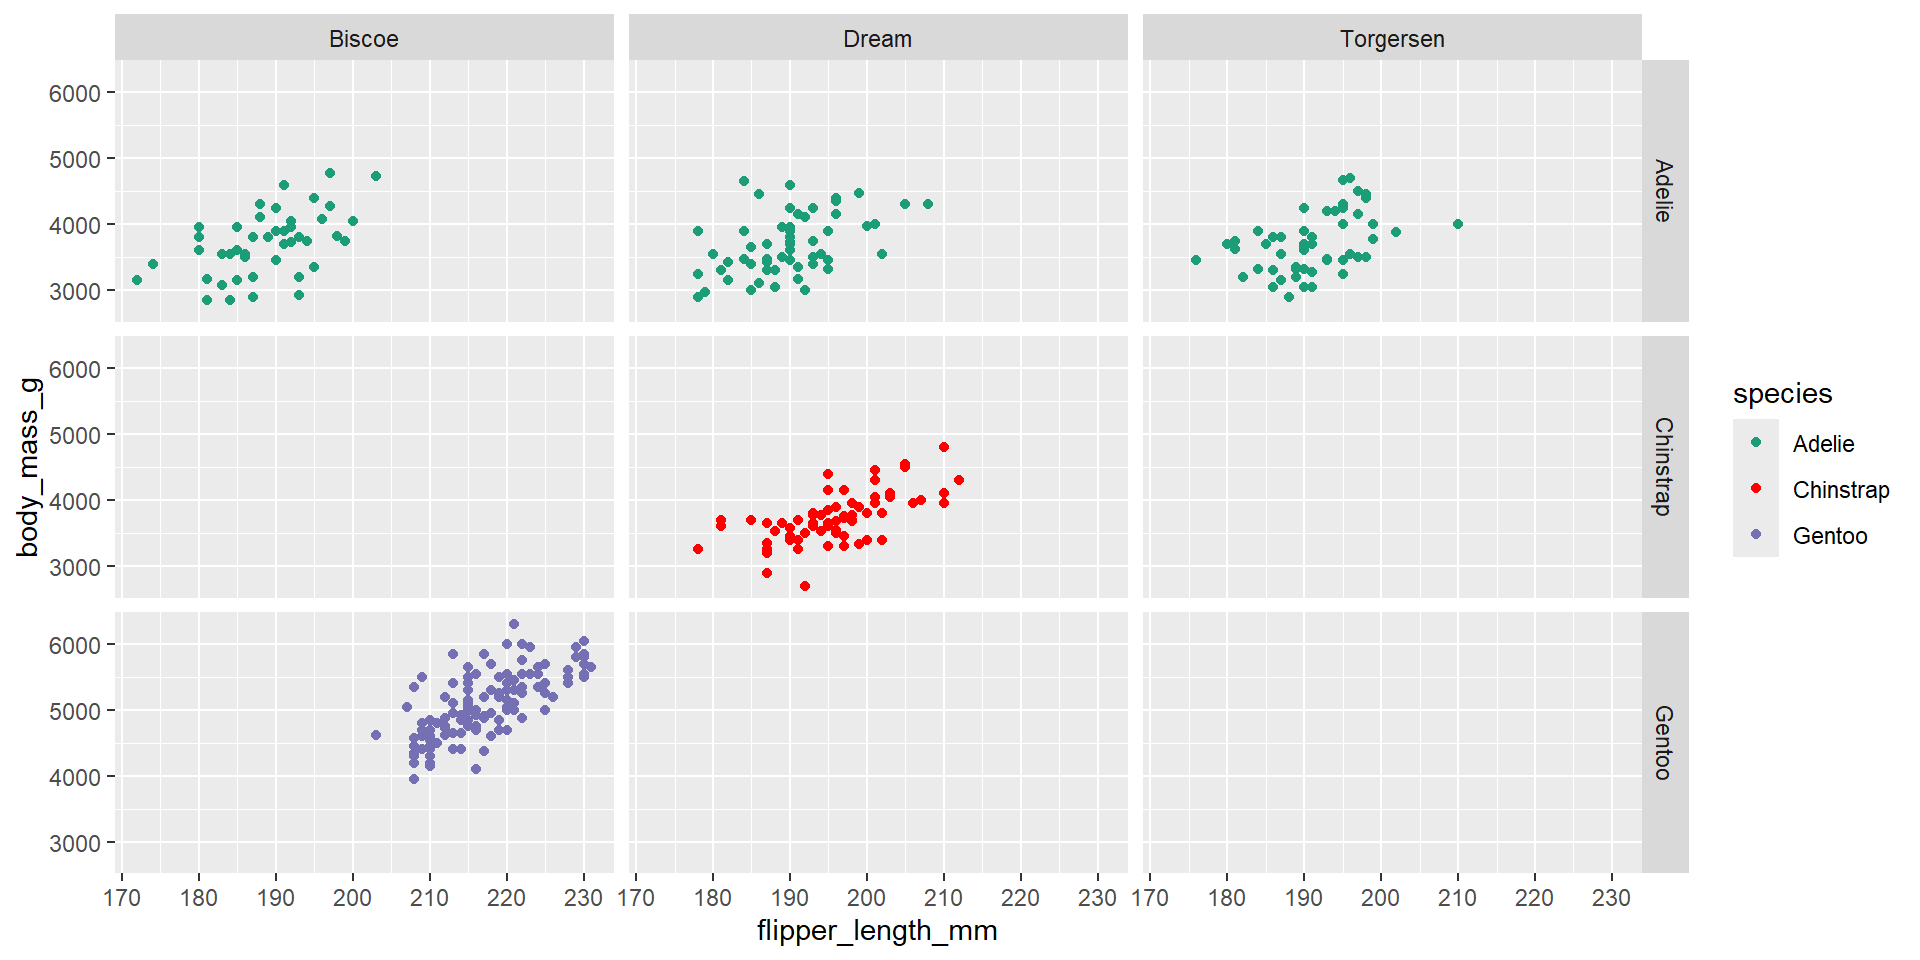 Biscoe
Dream
Torgersen
6000
5000
4000
3000
Adelie
6000
5000
4000
3000
Chinstrap
6000
5000
4000
3000
Gentoo
body_mass_g
170 180 190 200 210 220 230
170 180 190 200 210 220 230
170 180 190 200 210 220 230
flipper_length_mm
species
Adelie
Chinstrap
Gentoo